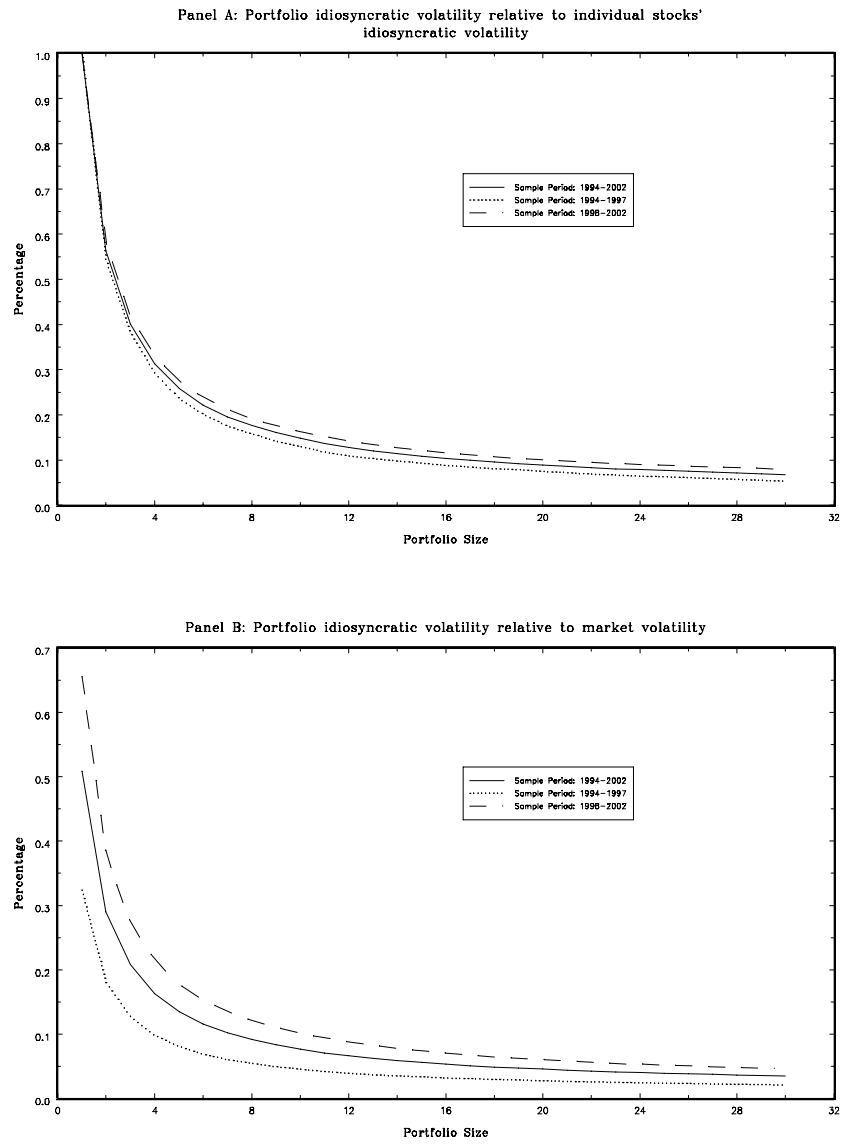 Panel A: Portfolio idiosyncratic volatility relative to individual stocks'
idiosyncratic volatility
1.0
0.9
0.8
0.7
0.6
0.5
0.4
0.3
0.2
0.1
0.0
Percentage
Sample Period: 1994-2002
Sample Period: 1994-1997
Sample Period: 1998-2002
0 4 8 12 16 20 24 28 32
Portfolio Size
Panel B: Portfolio idiosyncratic volatility relative to market volatility
0.7
0.6
0.5
0.4
0.3
0.2
0.1
0.0
Percentage
Sample Period: 1994-2002
Sample Period: 1994-1997
Sample Period: 1998-2002
0 4 8 12 16 20 24 28 32
Portfolio Size